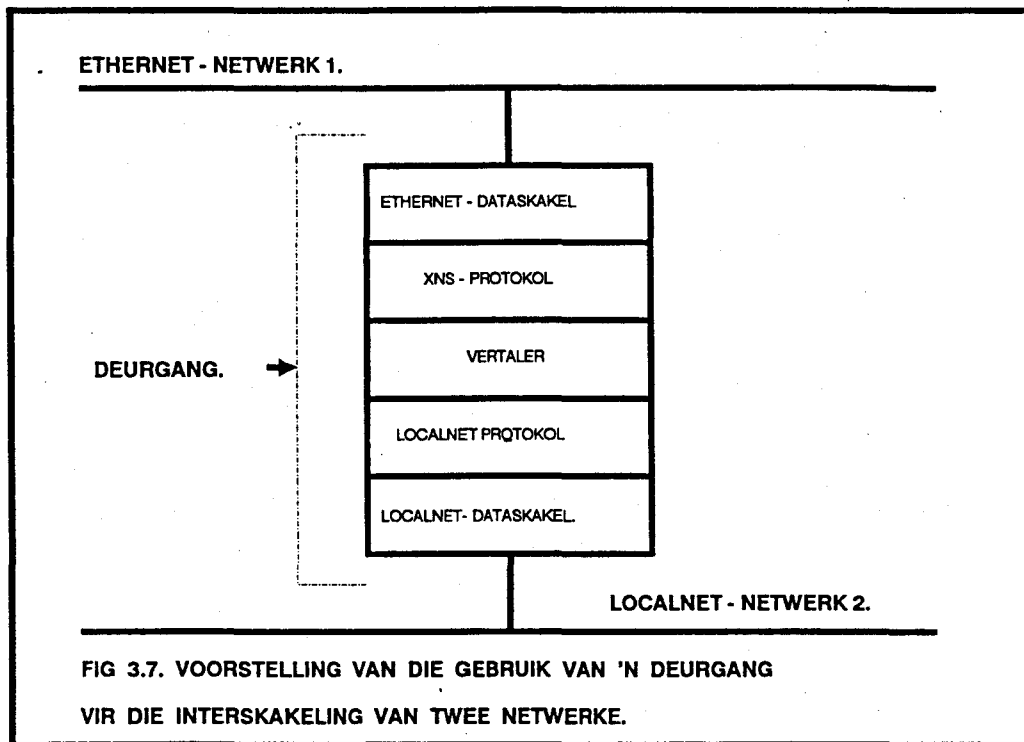 ETHERNET - NETWERK 1.
ETHERNET - DATASKAKEL
XNS - PROTOKOL
VERTALER
DEURGANG.
LOCALNET PROTOKOL
LOCALNET- DATASKAKEL.
LOCALNET - NETWERK 2.
FIG 3.7. VOORSTELLING VAN DIE GEBRUIK VAN 'N DEURGANG
VIR DIE INTERSKAKELING VAN TWEE NETWERKE.